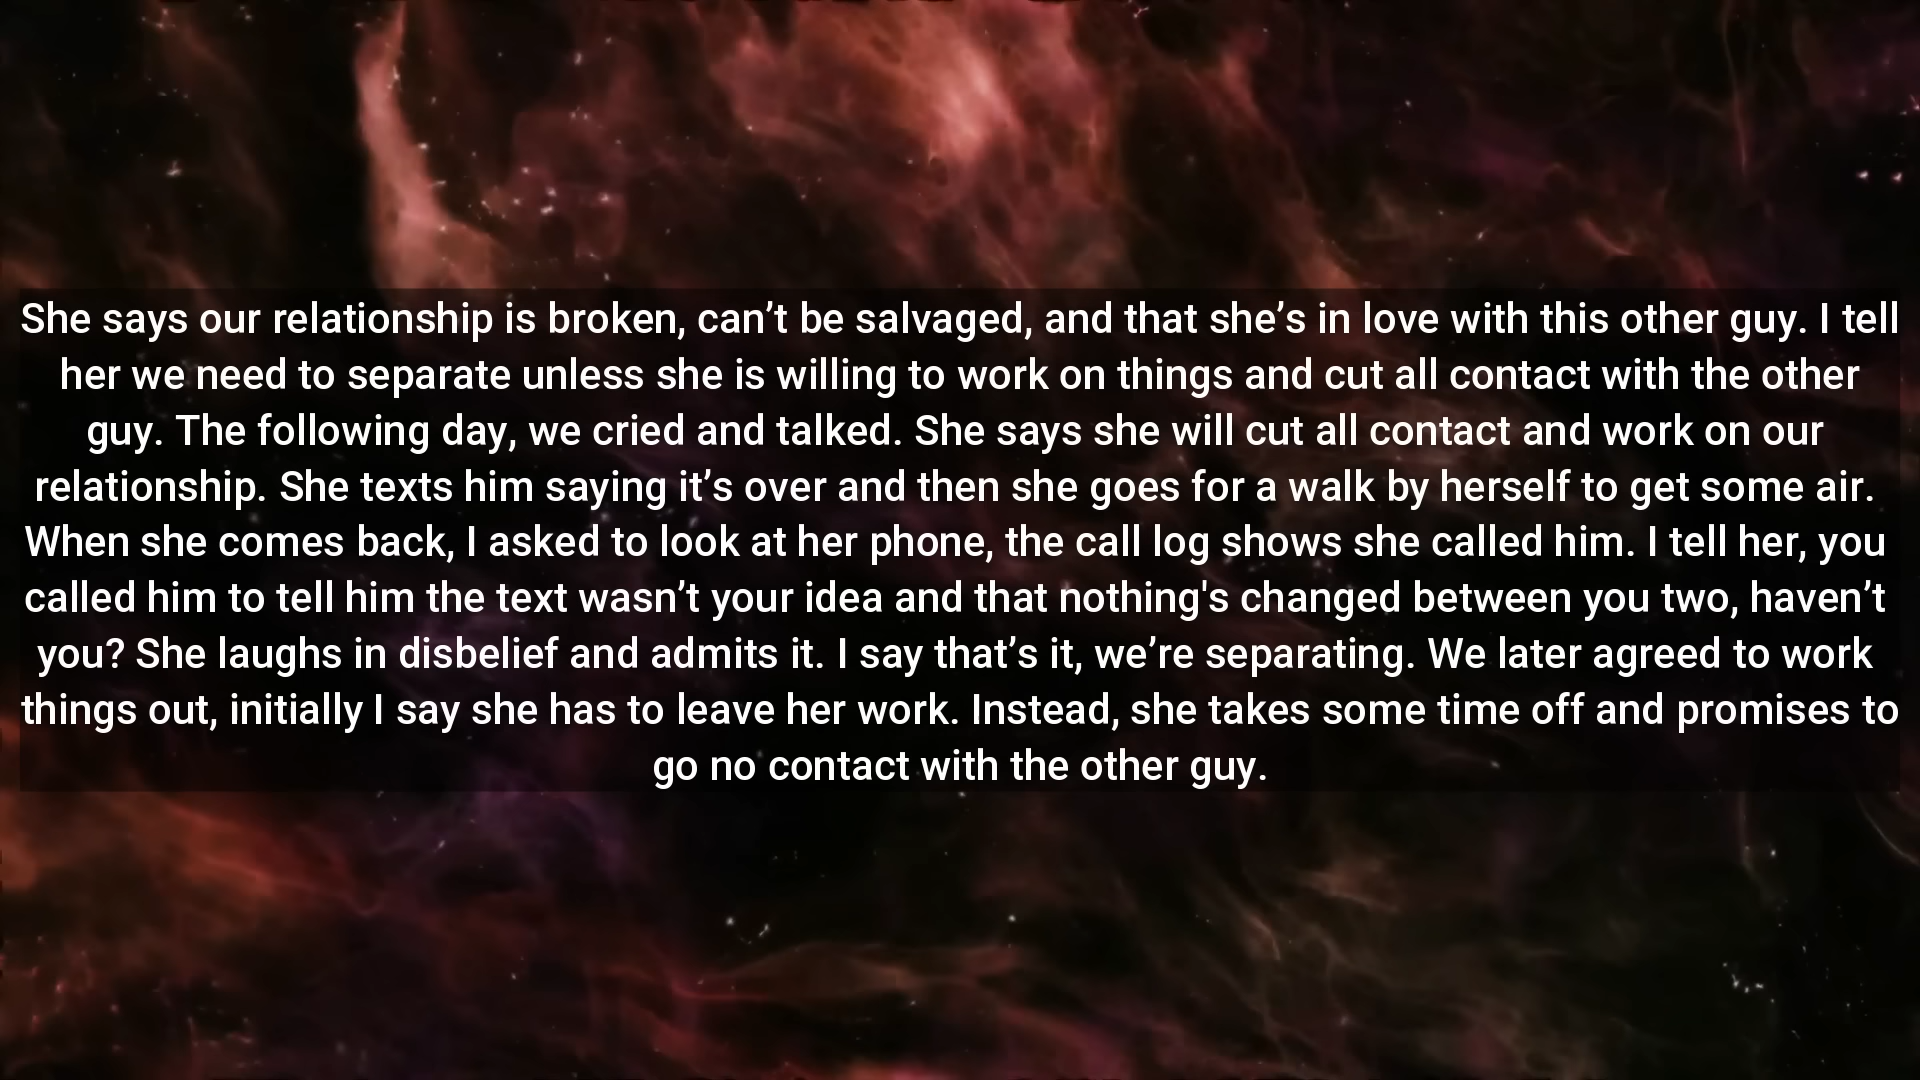 She says our relationship is broken, can’t be salvaged, and that she’s in love with this other guy. I tell
her we need to separate unless she is willing to work on things and cut all contact with the other
guy. The following day, we cried and talked. She says she will cut all contact and work on our
relationship. She texts him saying it’s over and then she goes for a walk by herself to get some air.
When she comes back, I asked to look at her phone, the call log shows she called him. I tell her, you
called him to tell him the text wasn’t your idea and that nothing's changed between you two, haven’t
you? She laughs in disbelief and admits it. I say that’s it, we’re separating. We later agreed to work
things out, initially I say she has to leave her work. Instead, she takes some time off and promises to
go no contact with the other guy.